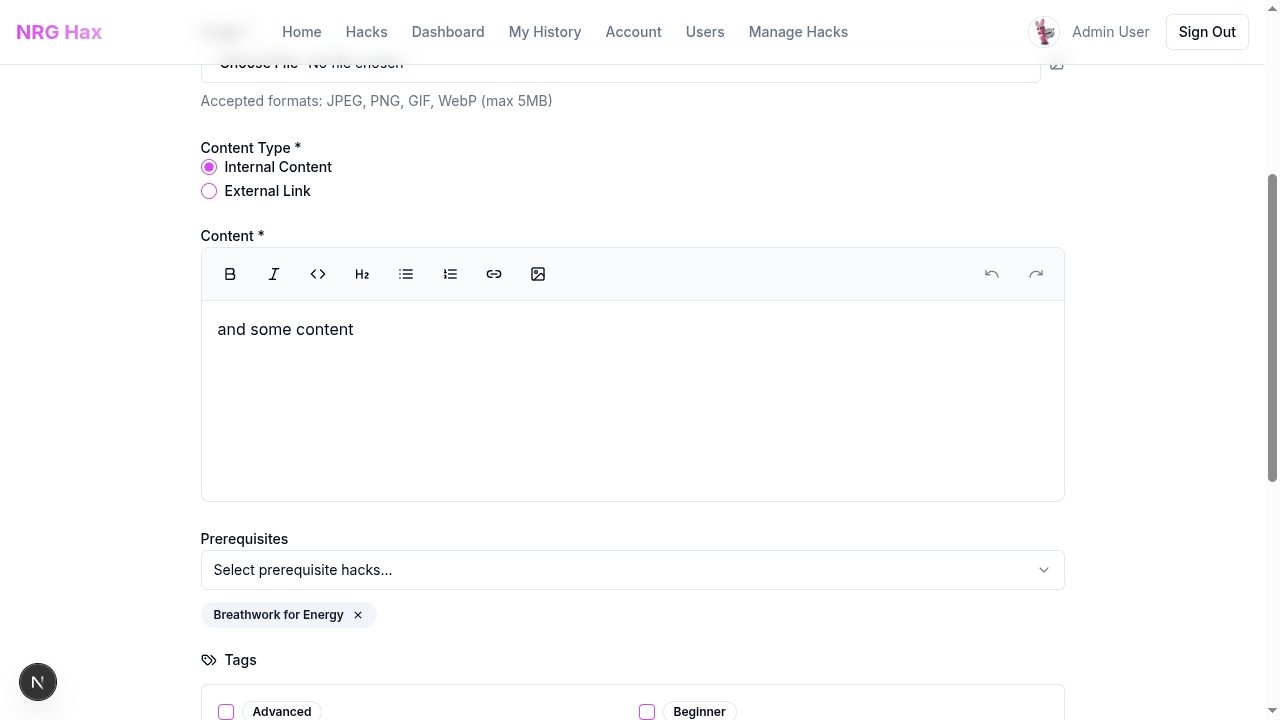 NRG Hax Home Hacks Dashboard My History Account Users Manage Hacks Admin User Sign Out
Choose File No file chosen
Accepted formats: JPEG, PNG, GIF, WebP (max 5MB)
Content Type *
Internal Content
External Link
Content *
B I H2
and some content
Prerequisites
Select prerequisite hacks...
Breathwork for Energy ×
Tags
N
Advanced Beginner